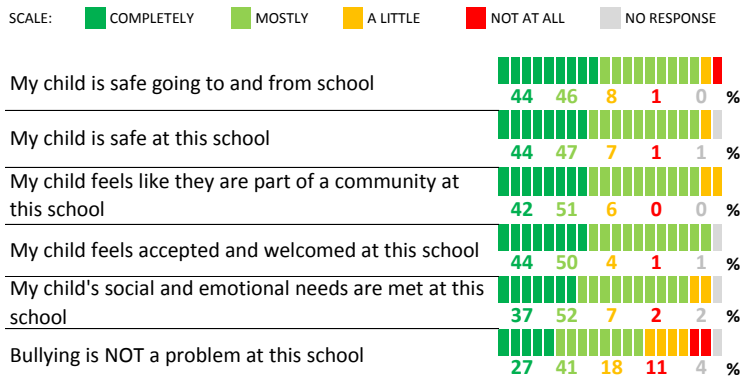 SCALE: COMPLETELY MOSTLY A LITTLE NOT AT ALL NO RESPONSE
My child is safe going to and from school
44 46 8 1 0 %
My child is safe at this school
44 47 7 1 1 %
My child feels like they are part of a community at
this school
42 51 6 0 0 %
My child feels accepted and welcomed at this school
44 50 4 1 1 %
My child's social and emotional needs are met at this
school
37 52 7 2 2 %
Bullying is NOT a problem at this school
27 41 18 11 4 %